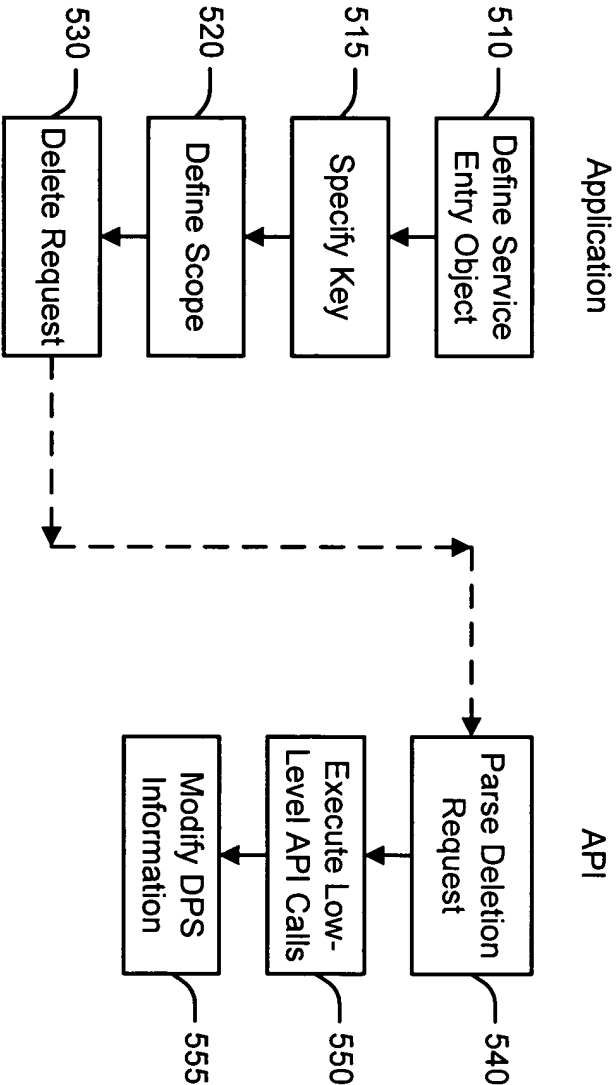 Application
510
Define Service
Entry Object
515
Specify Key
520
Define Scope
530
Delete Request
API
Parse Deletion
Request
540
Execute Low-
Level API Calls
550
Modify DPS
Information
555